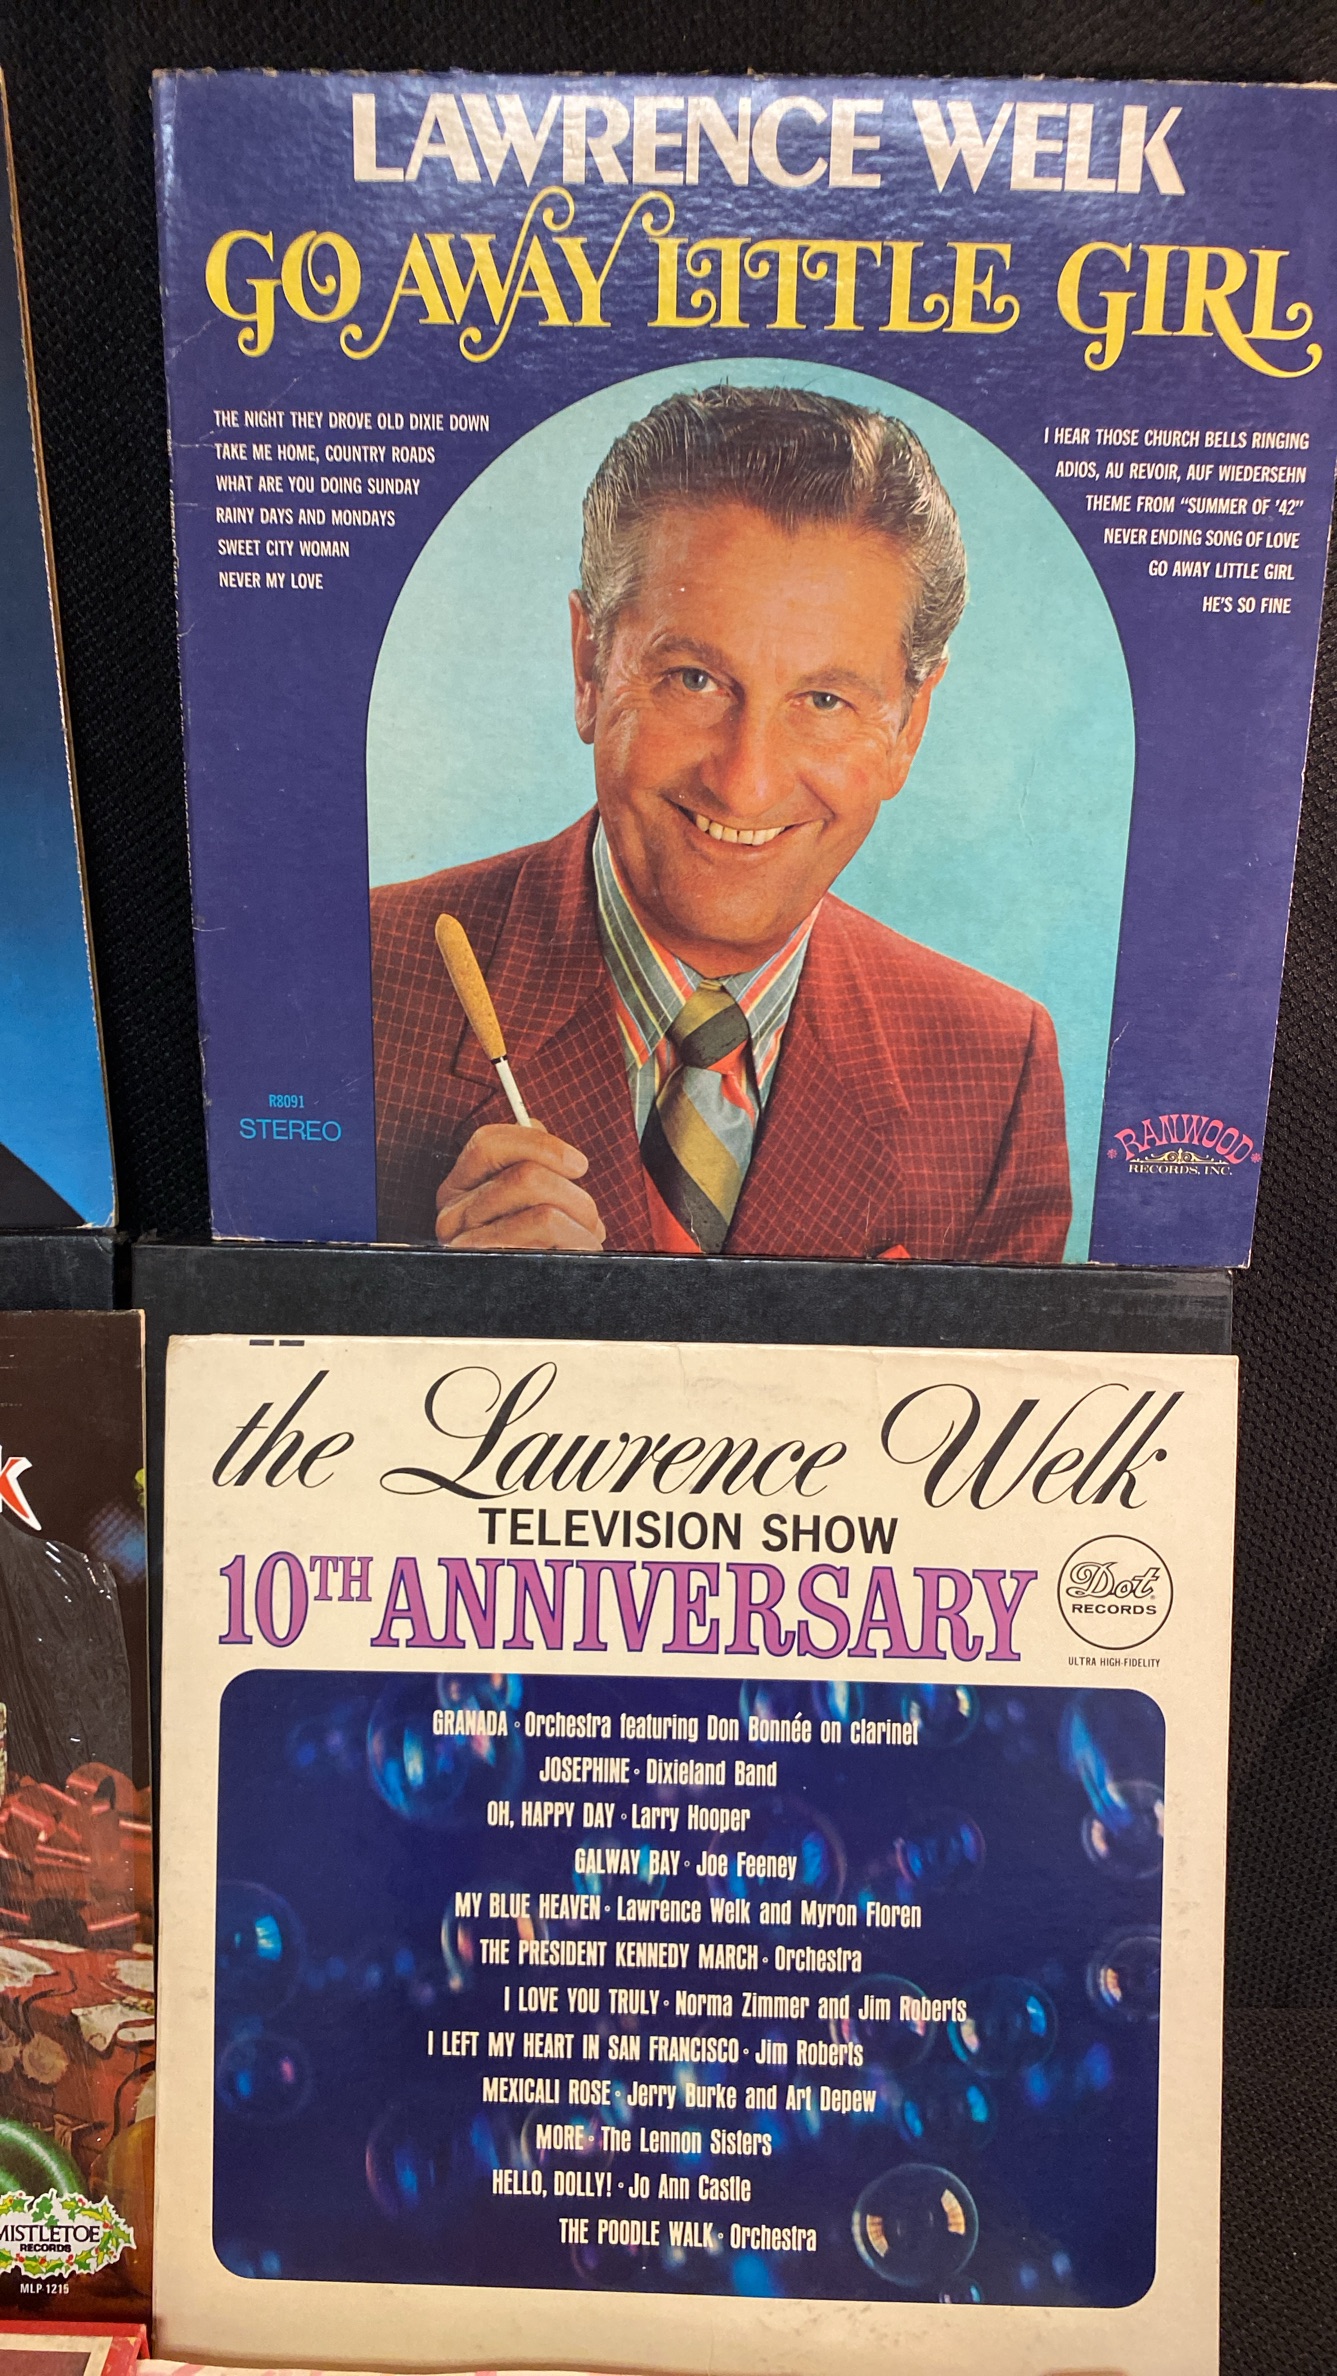 LAWRENCE WELK
GO AWAY LITTLE GIRL
THE NIGHT THEY DROVE OLD DIXIE DOWN
TAKE ME HOME, COUNTRY ROADS
WHAT ARE YOU DOING SUNDAY
RAINY DAYS AND MONDAYS
SWEET CITY WOMAN
NEVER MY LOVE
I HEAR THOSE CHURCH BELLS RINGING
ADIOS, AU REVOIR, AUF WIEDERSEHN
THEME FROM “SUMMER OF '42”
NEVER ENDING SONG OF LOVE
GO AWAY LITTLE GIRL
HE'S SO FINE
R8091
STEREO
RANWOOD
RECORDS, INC.
the Lawrence Welk
TELEVISION SHOW
10TH ANNIVERSARY
Dot
RECORDS
ULTRA HIGH-FIDELITY
GRANADA • Orchestra featuring Don Bonnée on clarinet
JOSEPHINE • Dixieland Band
OH, HAPPY DAY • Larry Hooper
GALWAY BAY • Joe Feeney
MY BLUE HEAVEN • Lawrence Welk and Myron Floren
THE PRESIDENT KENNEDY MARCH • Orchestra
I LOVE YOU TRULY • Norma Zimmer and Jim Roberts
I LEFT MY HEART IN SAN FRANCISCO • Jim Roberts
MEXICALI ROSE • Jerry Burke and Art Depew
MORE • The Lennon Sisters
HELLO, DOLLY! • Jo Ann Castle
THE POODLE WALK • Orchestra
K
MISTLETOE
RECORDS
MLP-1215